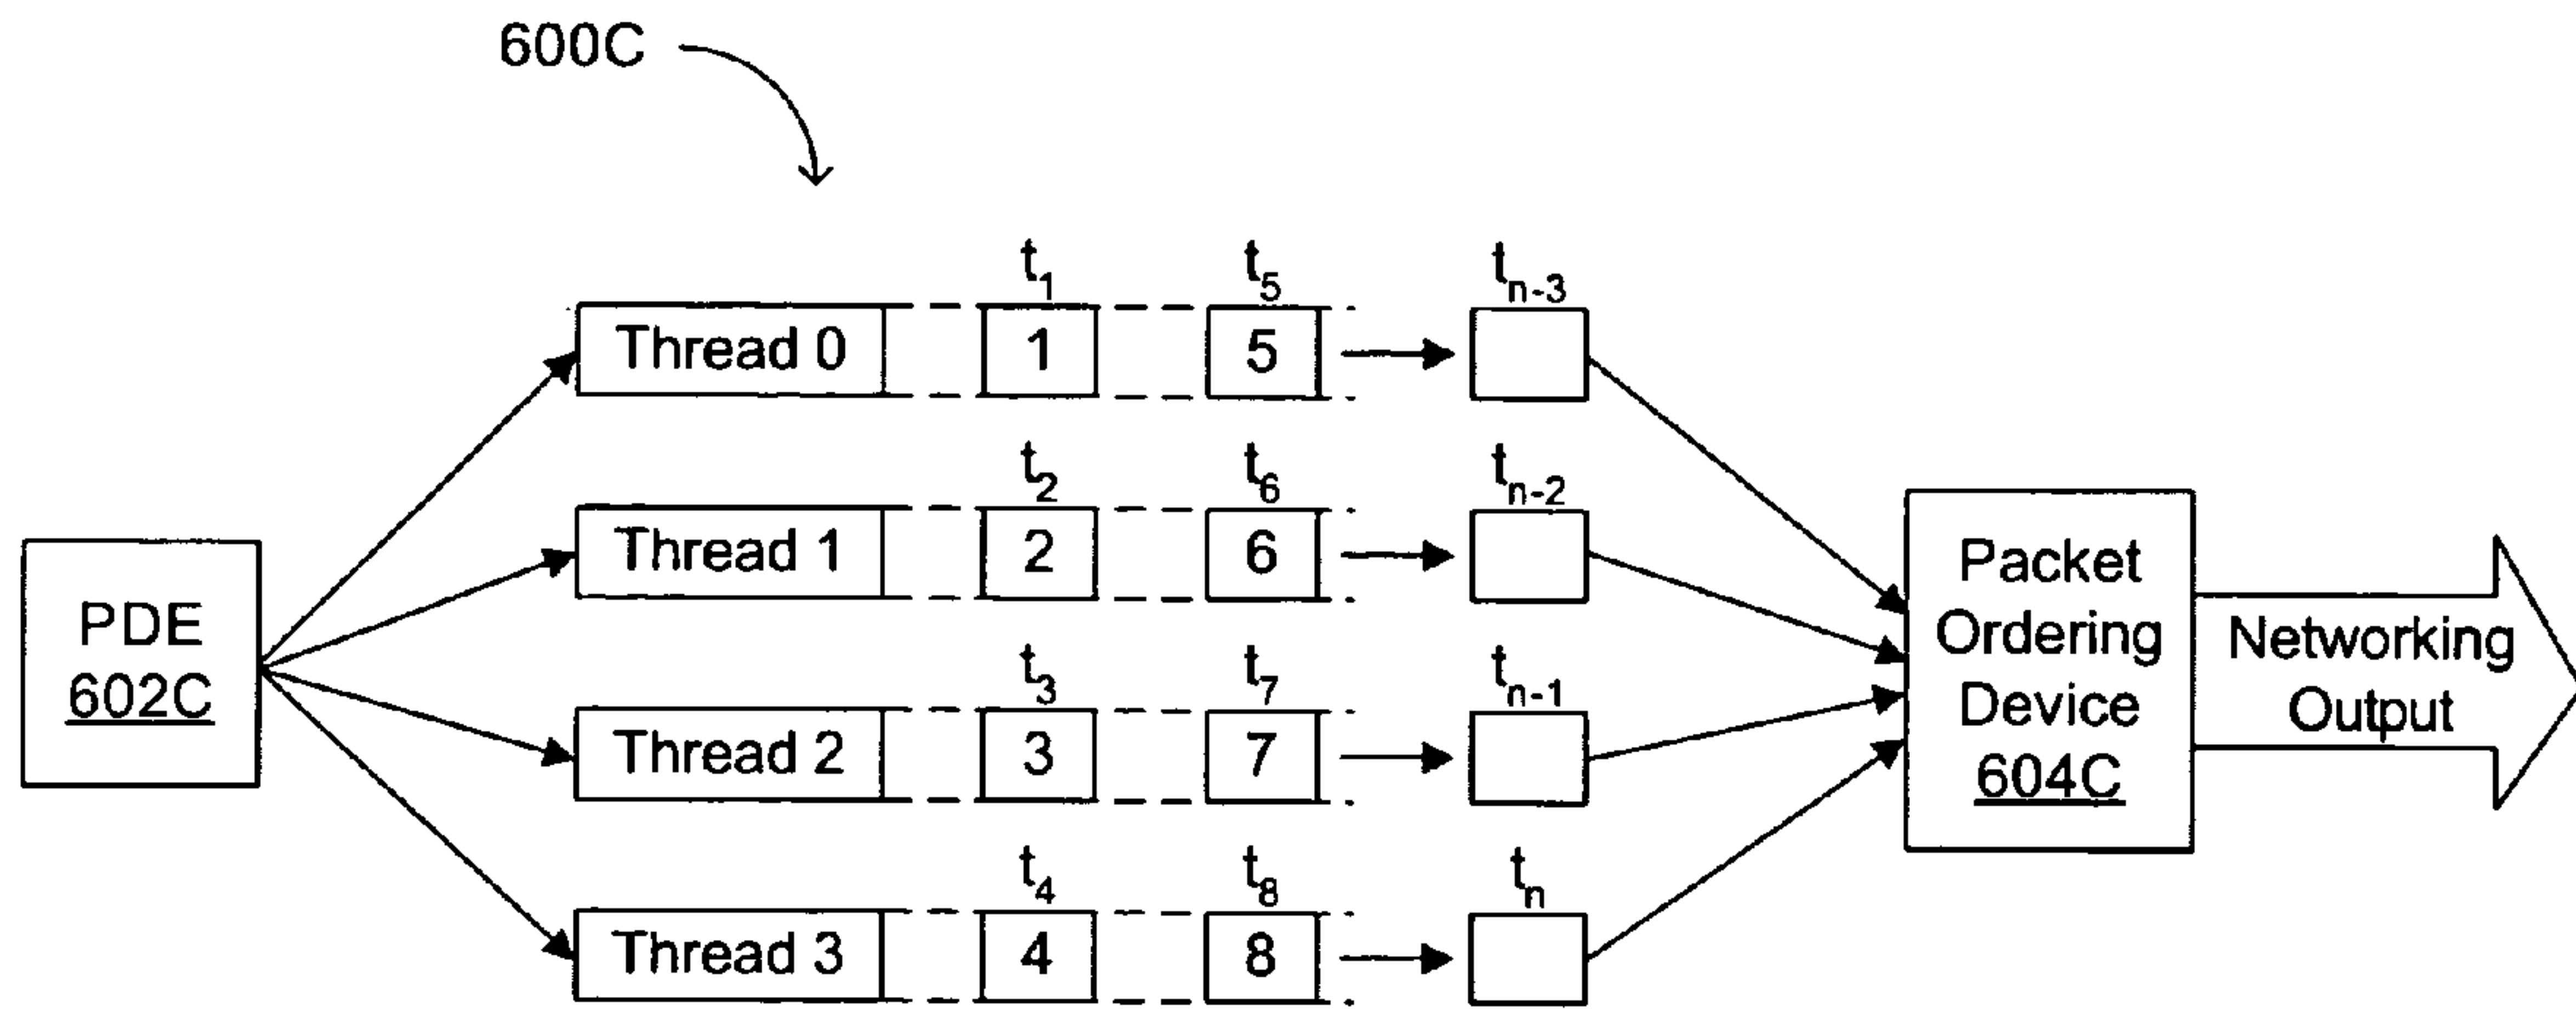 600C
t1 t5 tn-3
Thread 0 1 5
t2 t6 tn-2
Thread 1 2 6
PDE
602C
t3 t7 tn-1
Thread 2 3 7
t4 t8 tn
Thread 3 4 8
Packet
Ordering
Device
604C
Networking
Output